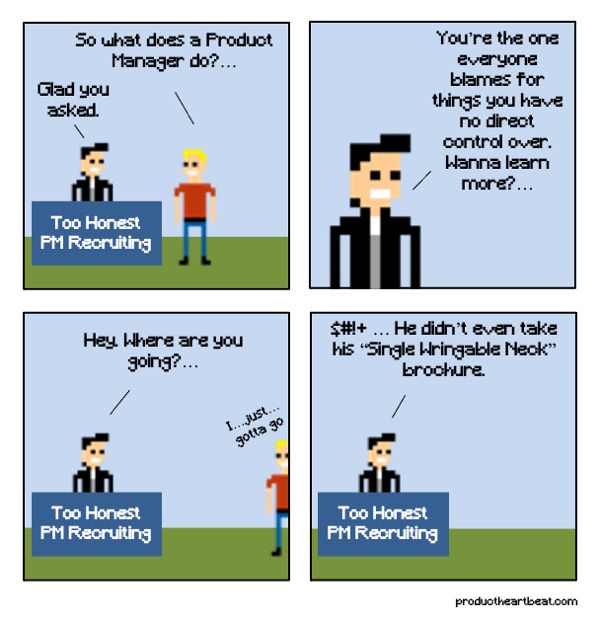 So what does a Product
Manager do?...
Glad you
asked.
Too Honest
PM Recruiting
You're the one
everyone
blames for
things you have
no direct
control over.
Wanna learn
more?...
Hey. Where are you
going?...
I...just...
gotta go
Too Honest
PM Recruiting
$#!+ ... He didn't even take
his "Single Wringable Neck"
brochure.
Too Honest
PM Recruiting
productheartbeat.com